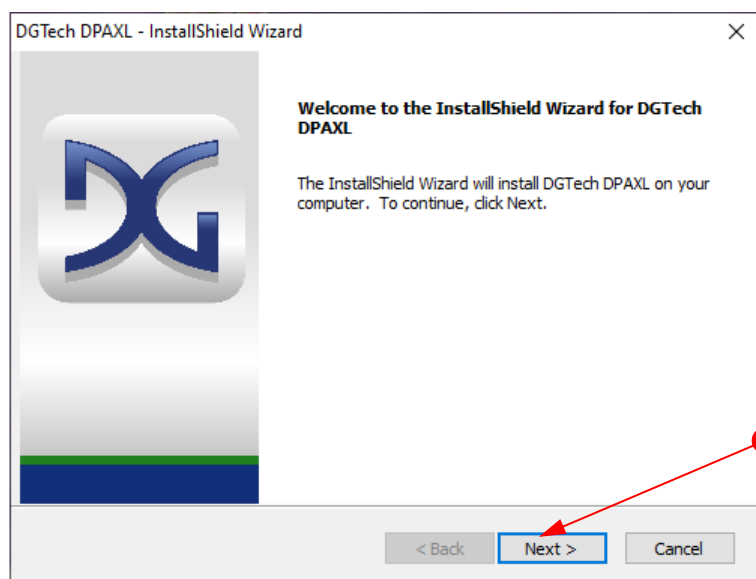 DGTech DPAXL - InstallShield Wizard
Welcome to the InstallShield Wizard for DGTech
DPAXL
The InstallShield Wizard will install DGTech DPAXL on your
computer. To continue, click Next.
< Back
Next >
Cancel